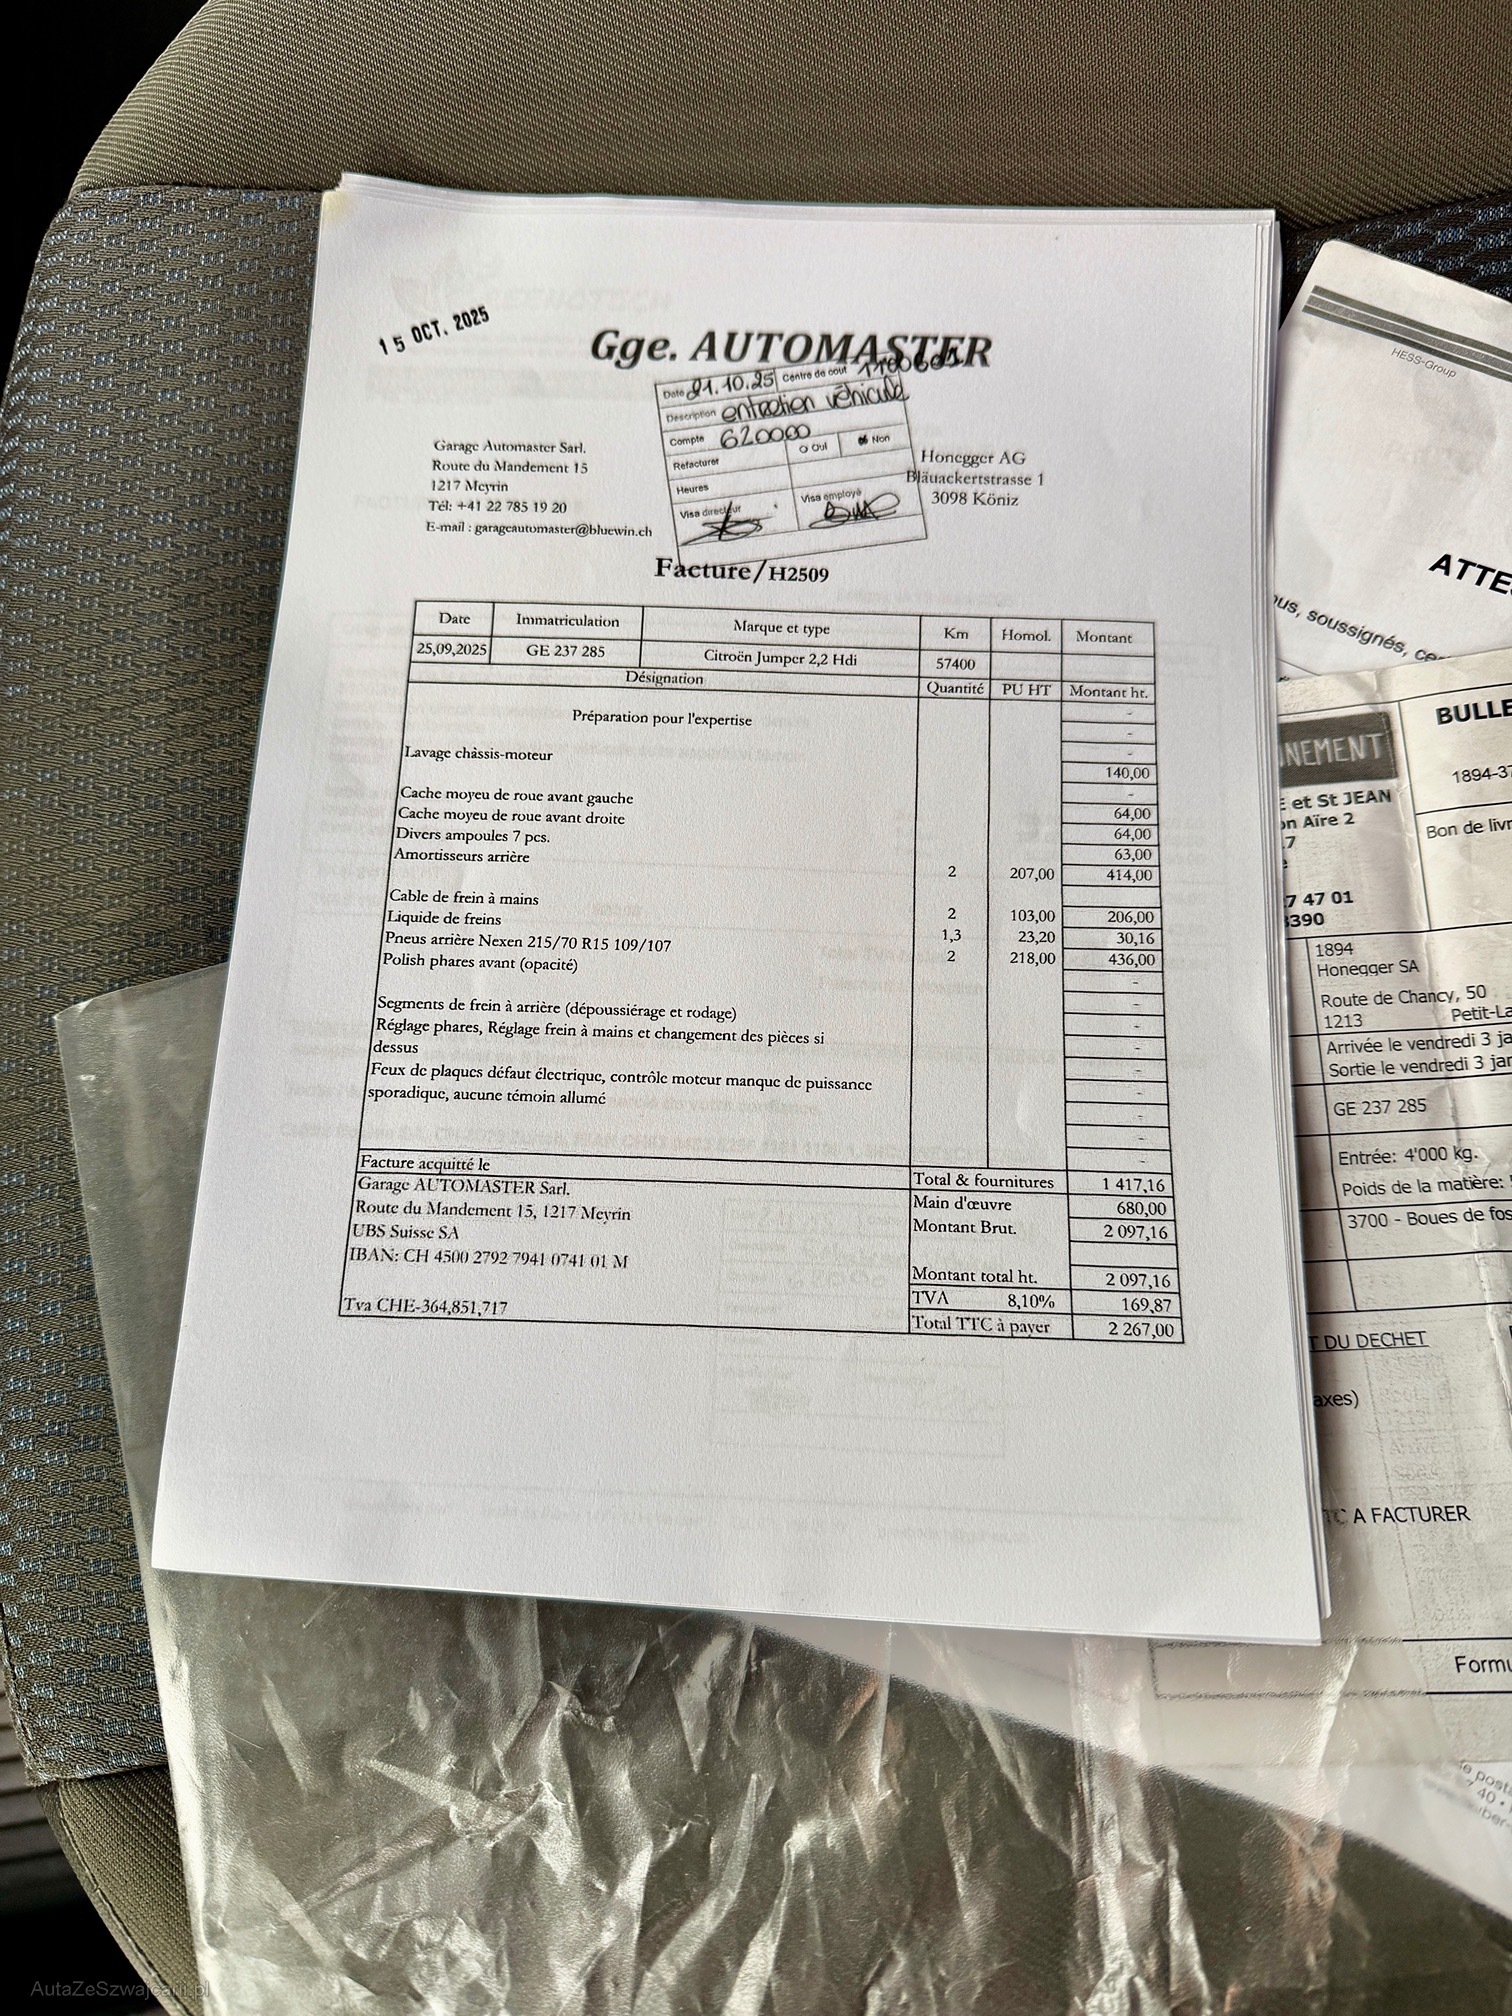 15 OCT. 2025
Gge. AUTOMASTER
Date 21.10.25 Centre de cout
Description entretien véhicule
Compte 620000
Refacturer O Oui Non
Heures
Visa directeur Visa employé
Garage Automaster Sarl.
Route du Mandement 15
1217 Meyrin
Tél: +41 22 785 19 20
E-mail : garageautomaster@bluewin.ch
Honegger AG
Bläuackertstrasse 1
3098 Köniz
Facture/H2509
Date Immatriculation Marque et type Km Homol. Montant
25,09,2025 GE 237 285 Citroën Jumper 2,2 Hdi 57400
Désignation Quantité PU HT Montant ht.
Préparation pour l'expertise -
-
Lavage châssis-moteur -
140,00
Cache moyeu de roue avant gauche -
Cache moyeu de roue avant droite 64,00
Divers ampoules 7 pcs. 64,00
Amortisseurs arrière 63,00
2 207,00 414,00
Cable de frein à mains
Liquide de freins 2 103,00 206,00
Pneus arrière Nexen 215/70 R15 109/107 1,3 23,20 30,16
Polish phares avant (opacité) 2 218,00 436,00
-
Segments de frein à arrière (dépoussiérage et rodage) -
Réglage phares, Réglage frein à mains et changement des pièces si -
dessus -
Feux de plaques défaut électrique, contrôle moteur manque de puissance -
sporadique, aucune témoin allumé -
-
-
-
Facture acquitté le
Garage AUTOMASTER Sarl.
Route du Mandement 15, 1217 Meyrin
UBS Suisse SA
IBAN: CH 4500 2792 7941 0741 01 M
Tva CHE-364,851,717
Total & fournitures 1 417,16
Main d'œuvre 680,00
Montant Brut. 2 097,16
Montant total ht. 2 097,16
TVA 8,10% 169,87
Total TTC à payer 2 267,00
HESS-Group
ATTE
us, soussignés, ce
NEMENT
BULLE
1894-37
et St JEAN
on Aïre 2
Bon de livr
7 47 01
3390
1894
Honegger SA
Route de Chancy, 50
1213 Petit-La
Arrivée le vendredi 3 ja
Sortie le vendredi 3 jan
GE 237 285
Entrée: 4'000 kg.
Poids de la matière:
3700 - Boues de fos
T DU DECHET
axes)
TC A FACTURER
Formu
AutaZeSzwajcarii.pl